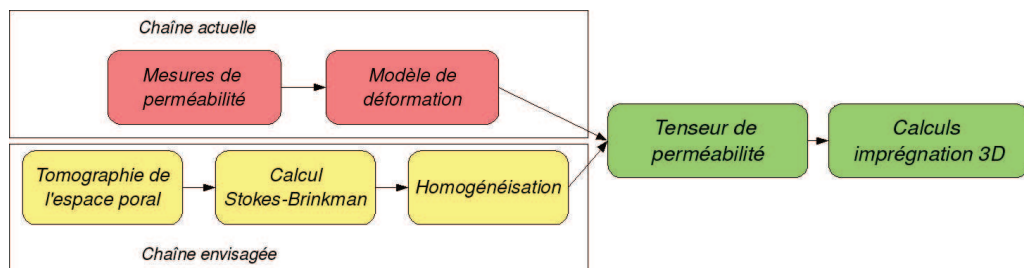 Chaîne actuelle
Mesures de
perméabilité
Modèle de
déformation
Tenseur de
perméabilité
Calculs
imprégnation 3D
Tomographie de
l'espace poral
Calcul
Stokes-Brinkman
Homogénéisation
Chaîne envisagée